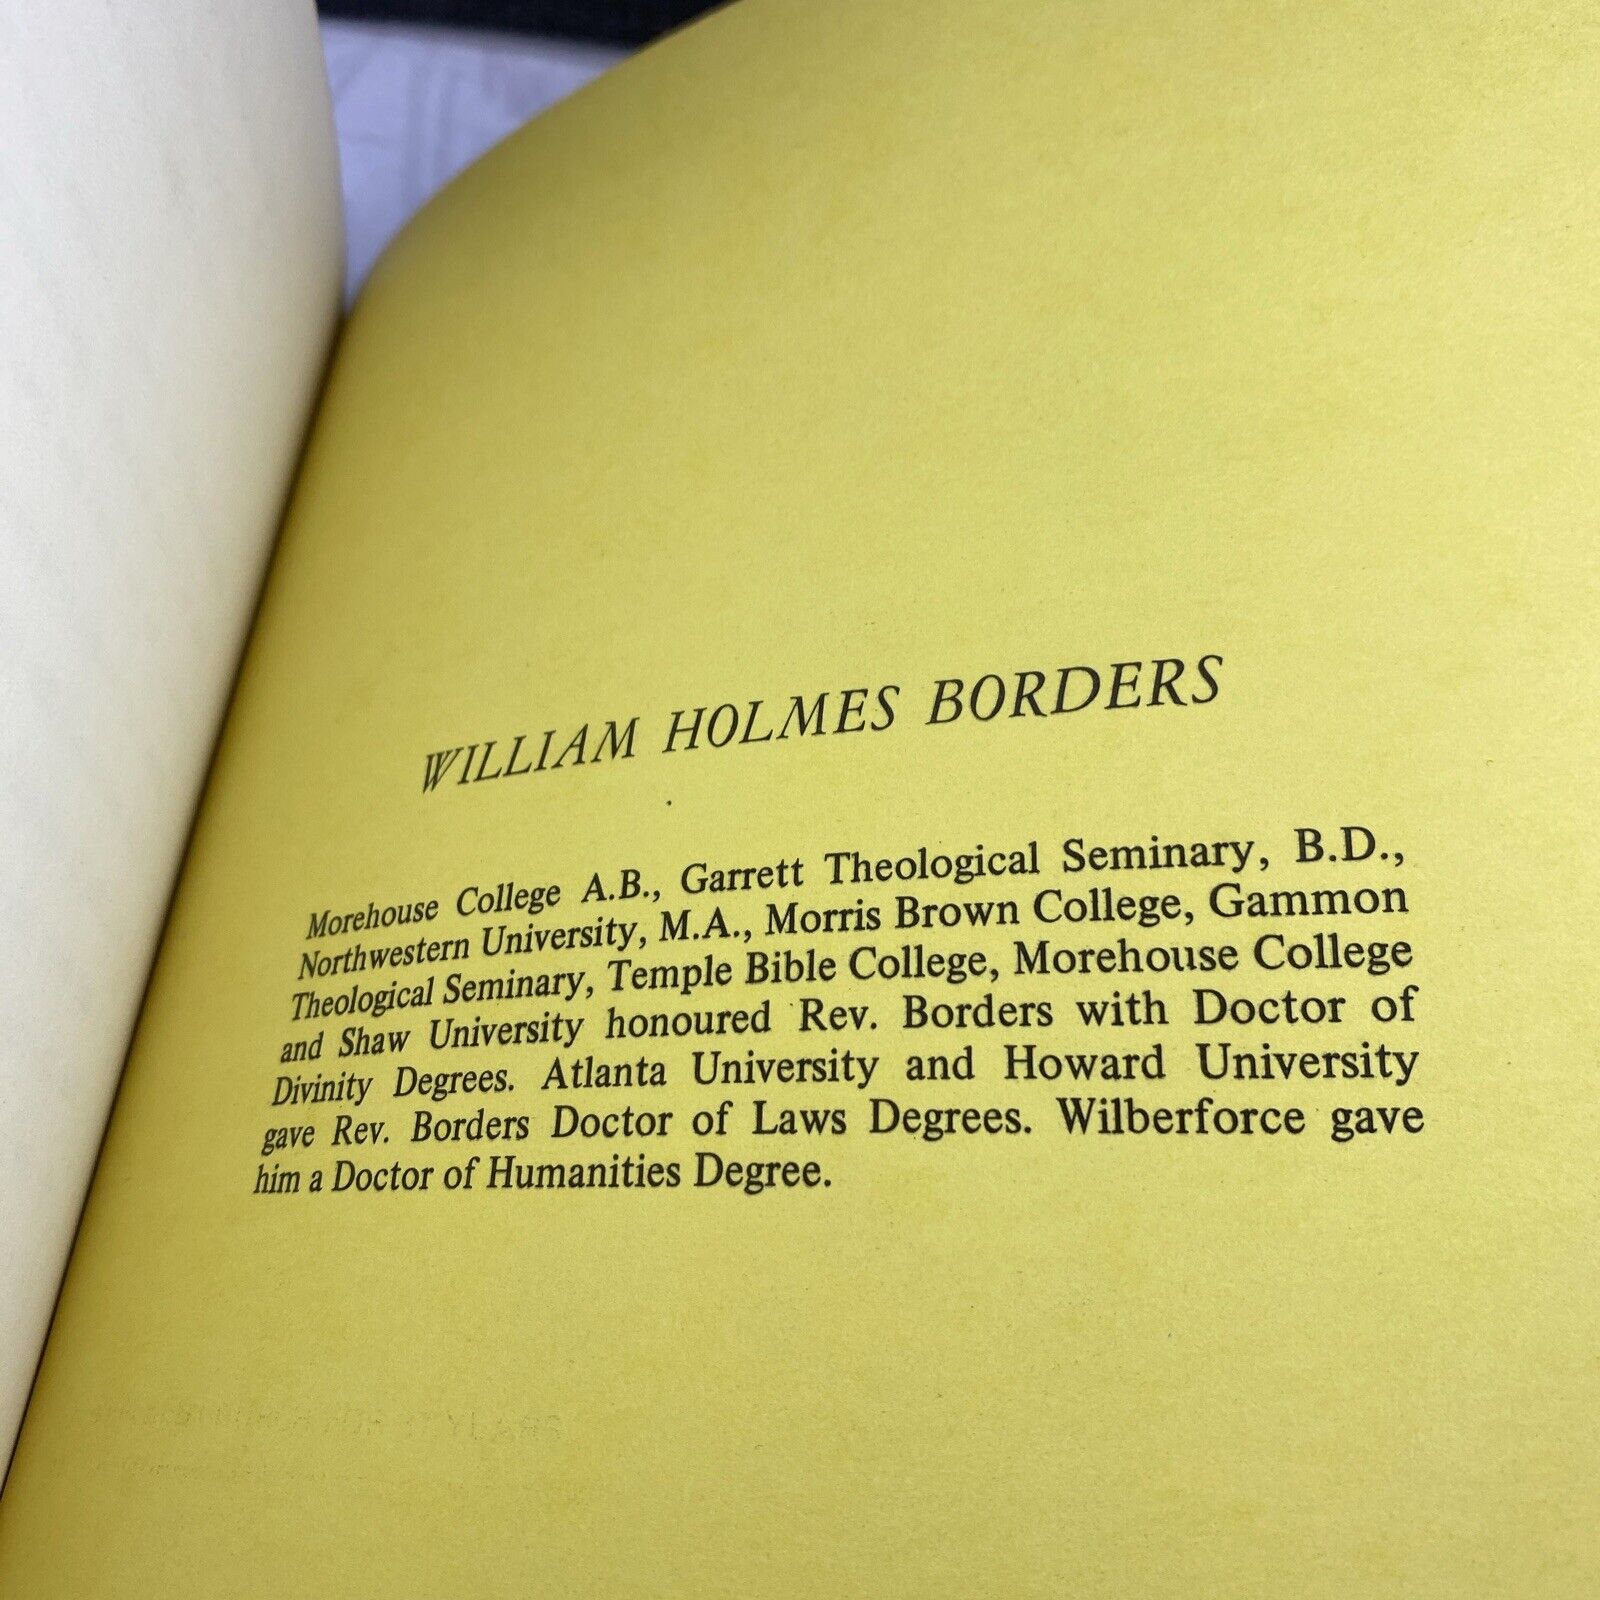 WILLIAM HOLMES BORDERS
Morehouse College A.B., Garrett Theological Seminary, B.D.,
Northwestern University, M.A., Morris Brown College, Gammon
Theological Seminary, Temple Bible College, Morehouse College
and Shaw University honoured Rev. Borders with Doctor of
Divinity Degrees. Atlanta University and Howard University
gave Rev. Borders Doctor of Laws Degrees. Wilberforce gave
him a Doctor of Humanities Degree.